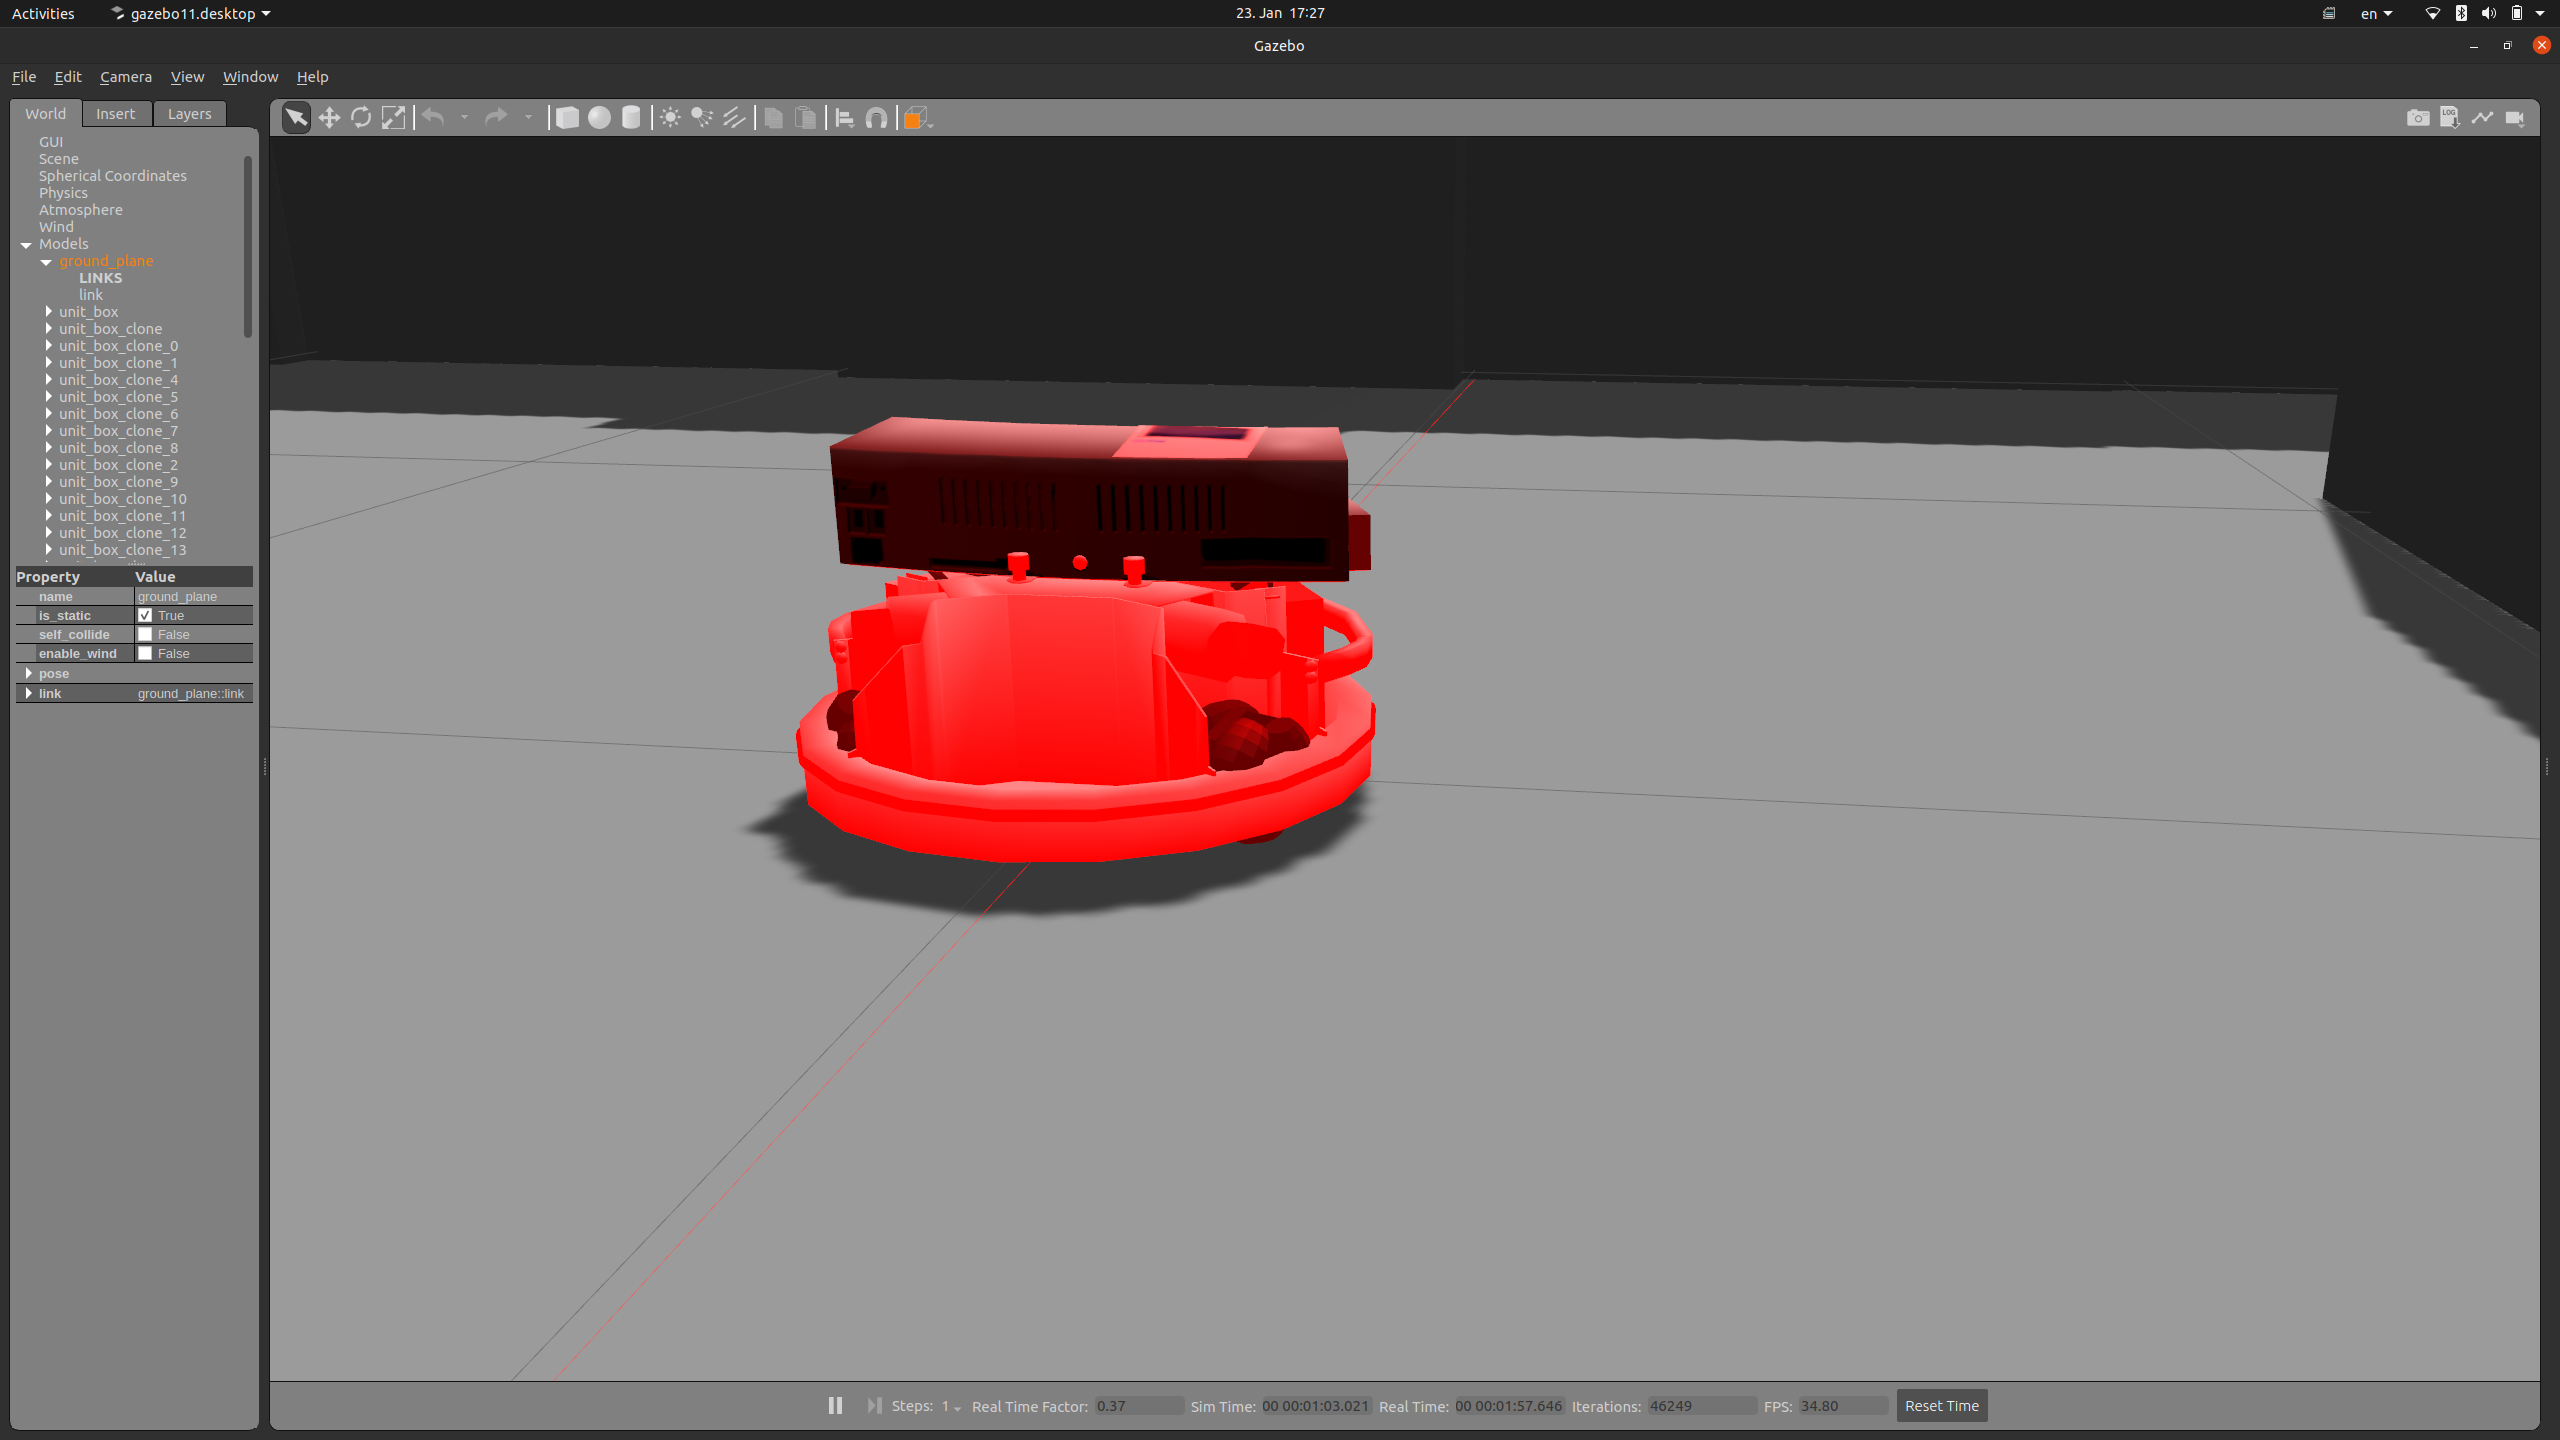 Activities gazebo11.desktop 23. Jan 17:27 en
Gazebo
File Edit Camera View Window Help
World Insert Layers
GUI
Scene
Spherical Coordinates
Physics
Atmosphere
Wind
Models
ground_plane
LINKS
link
unit_box
unit_box_clone
unit_box_clone_0
unit_box_clone_1
unit_box_clone_4
unit_box_clone_5
unit_box_clone_6
unit_box_clone_7
unit_box_clone_8
unit_box_clone_2
unit_box_clone_9
unit_box_clone_10
unit_box_clone_11
unit_box_clone_12
unit_box_clone_13
Property Value
name ground_plane
is_static True
self_collide False
enable_wind False
pose
link ground_plane::link
LOG
Steps: 1 Real Time Factor: 0.37 Sim Time: 00 00:01:03.021 Real Time: 00 00:01:57.646 Iterations: 46249 FPS: 34.80 Reset Time